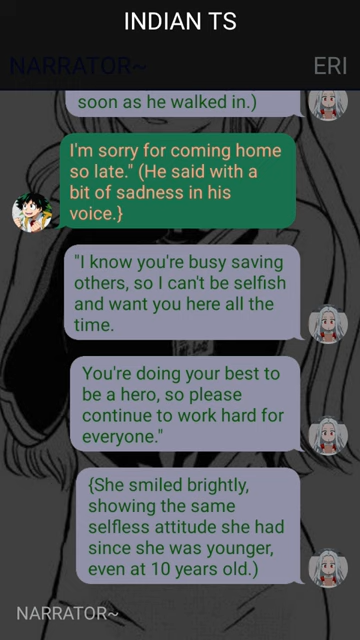 INDIAN TS
NARRATOR~
ERI
soon as he walked in.)
I'm sorry for coming home
so late." (He said with a
bit of sadness in his
voice.}
"I know you're busy saving
others, so I can't be selfish
and want you here all the
time.
You're doing your best to
be a hero, so please
continue to work hard for
everyone."
{She smiled brightly,
showing the same
selfless attitude she had
since she was younger,
even at 10 years old.)
NARRATOR~